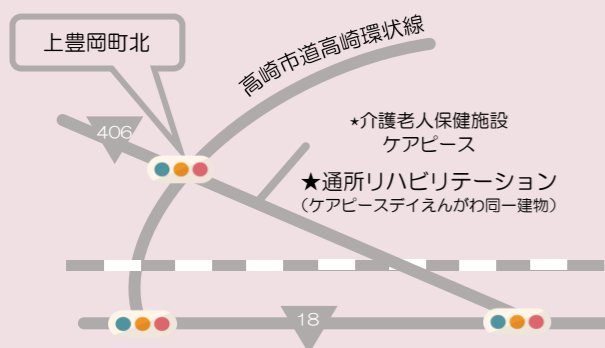 上豊岡町北
高崎市道高崎環状線
406
★介護老人保健施設
ケアピース
★通所リハビリテーション
（ケアピースデイえんがわ同一建物）
18